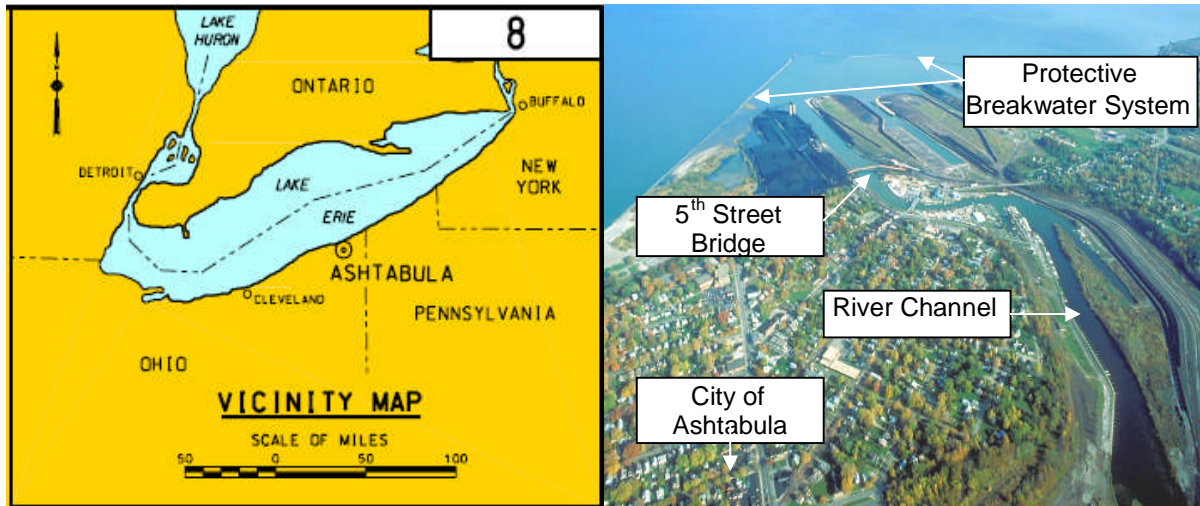 8
LAKE
HURON
ONTARIO
BUFFALO
DETROIT
NEW
YORK
LAKE
ERIE
ASHTABULA
CLEVELAND
PENNSYLVANIA
OHIO
VICINITY MAP
SCALE OF MILES
50 0 50 100
Protective
Breakwater System
5th Street
Bridge
River Channel
City of
Ashtabula